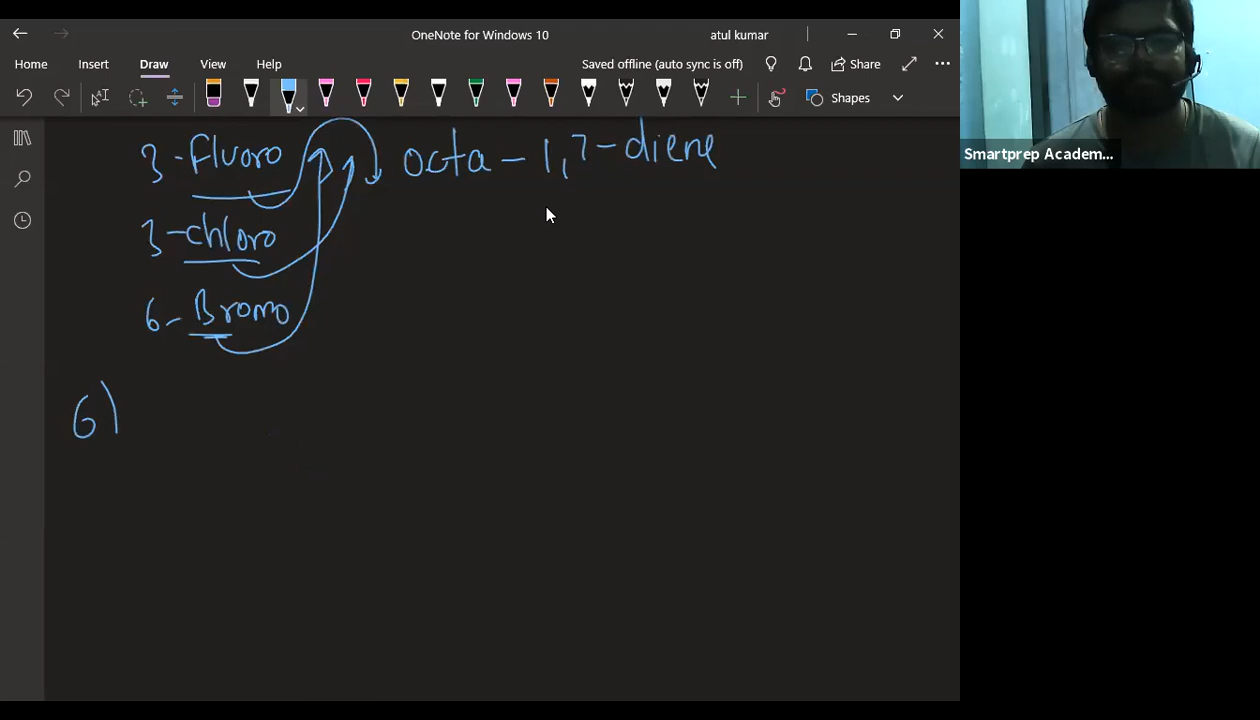 OneNote for Windows 10
atul kumar
Home Insert Draw View Help
Saved offline (auto sync is off)
Share
Shapes
3-fluoro octa-1,7-diene
3-chloro
6-Bromo
6)
Smartprep Academ...